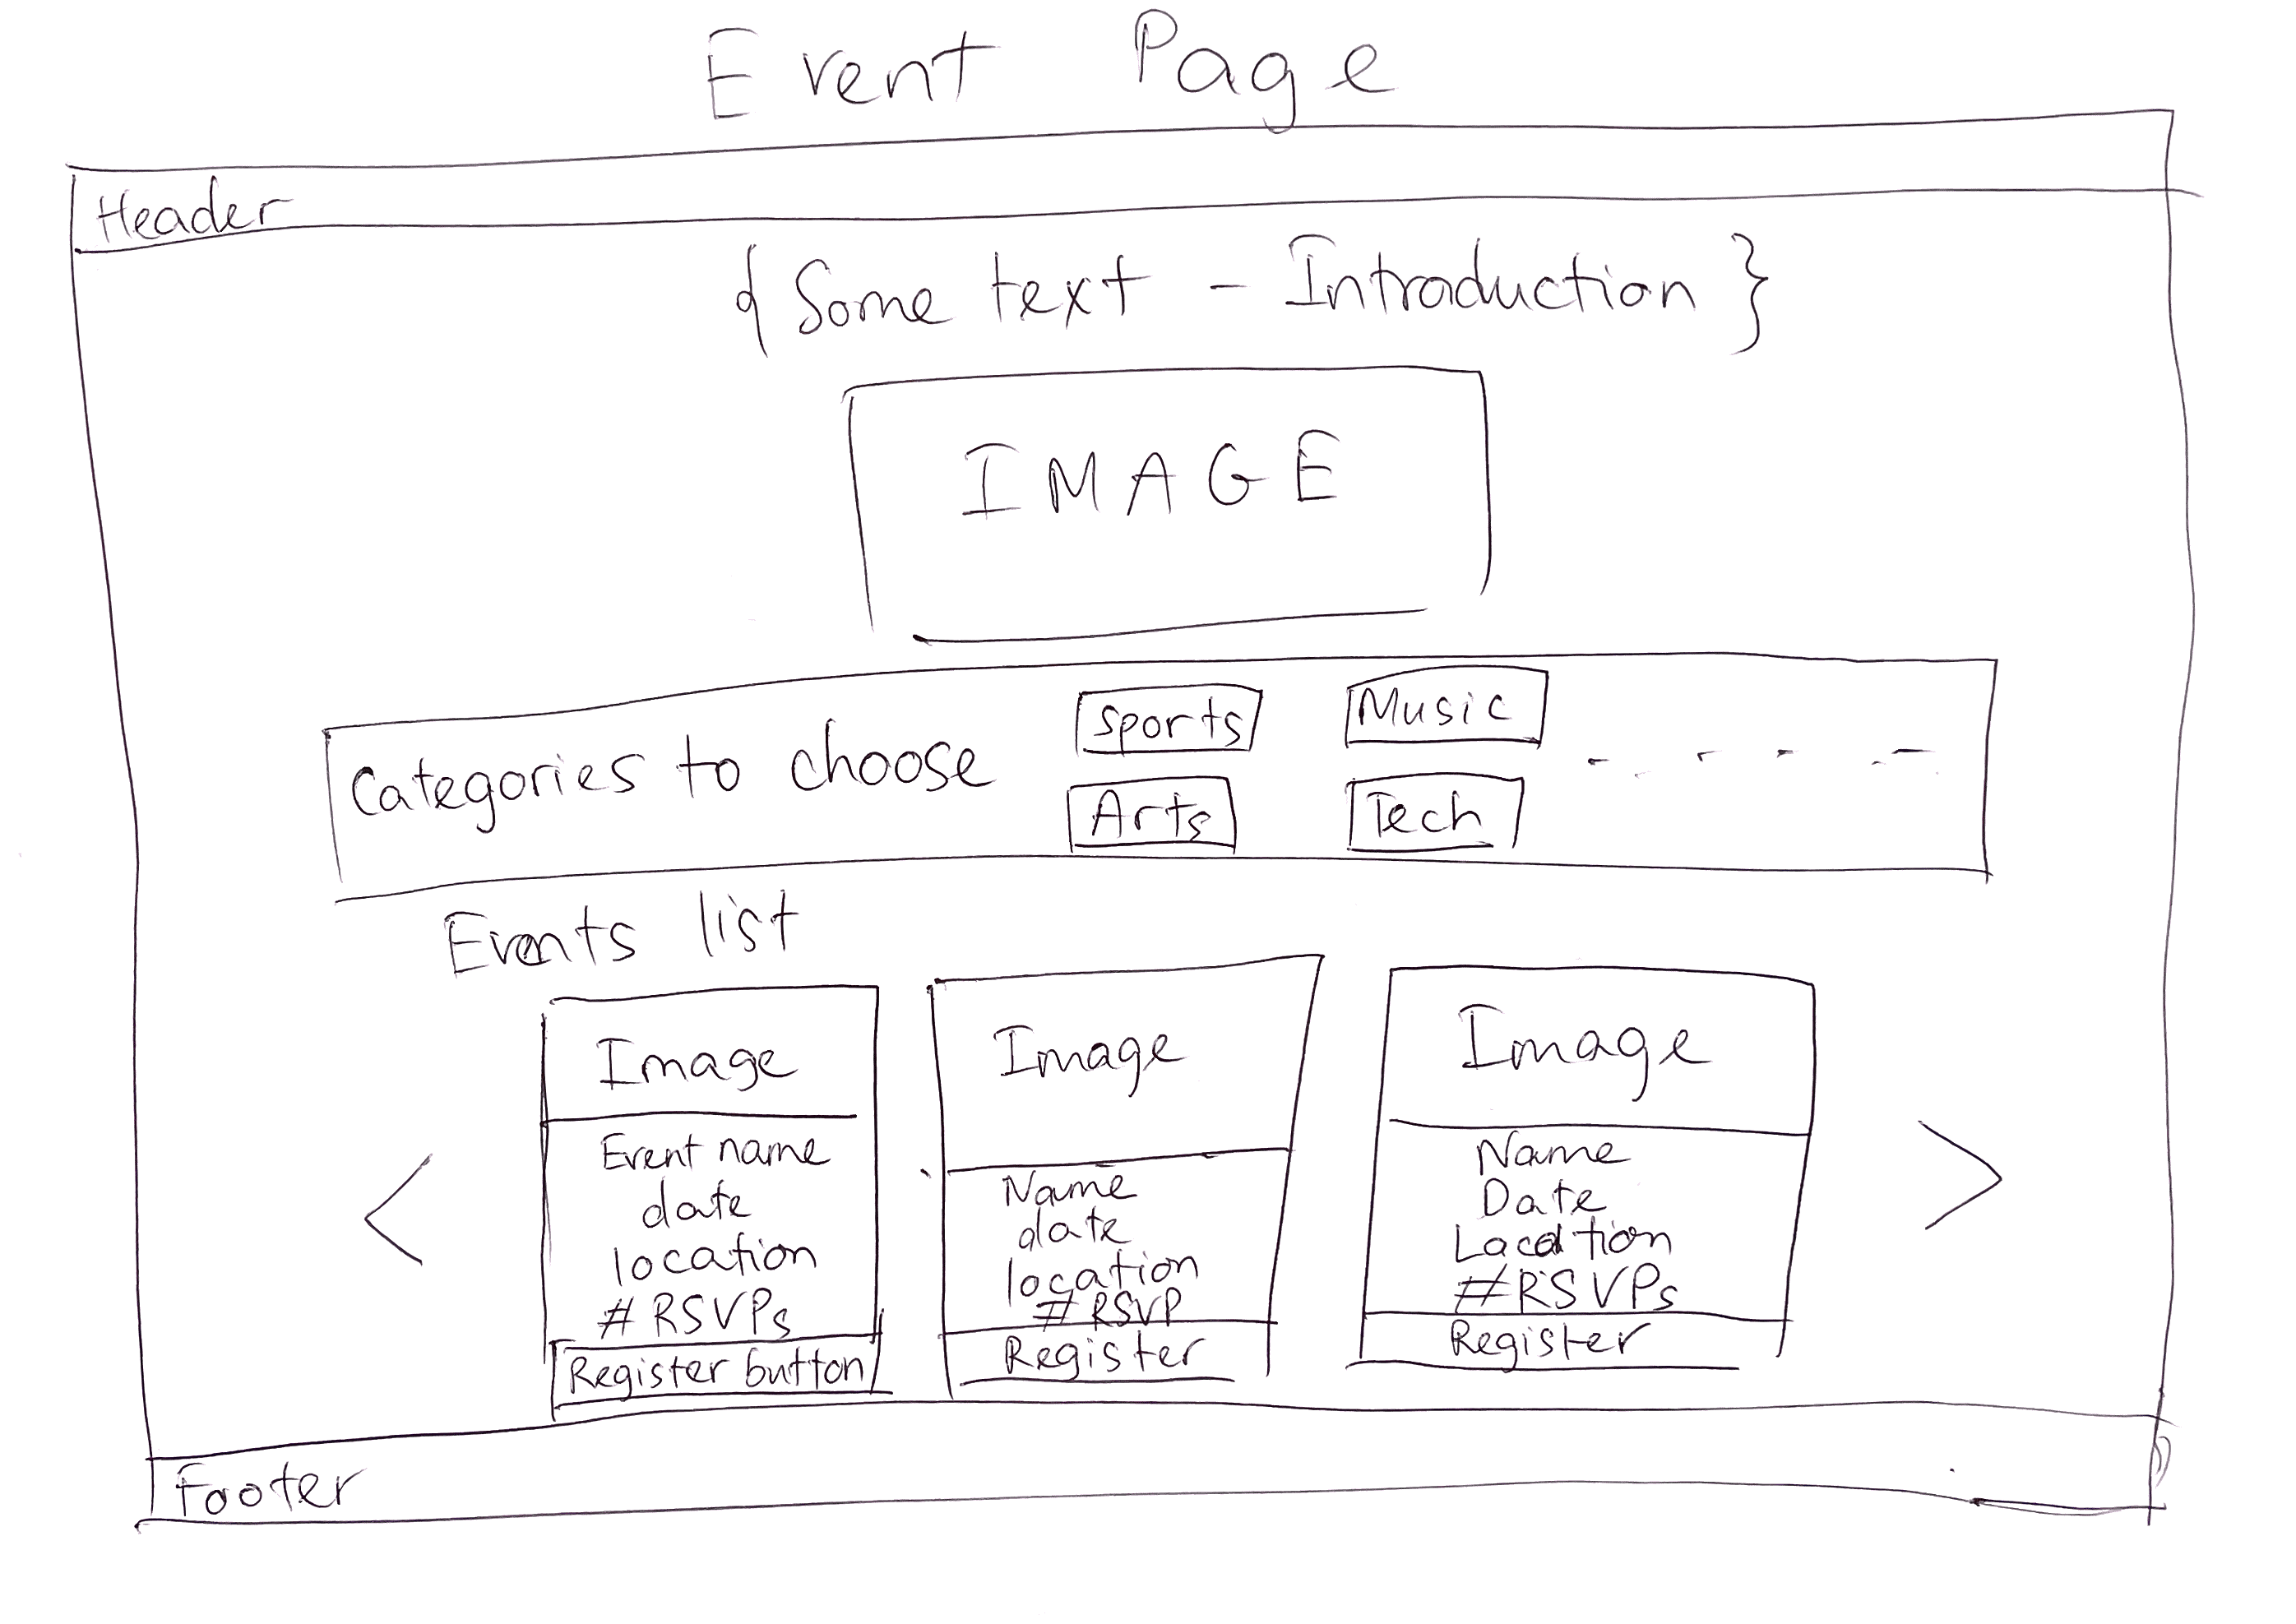 Event Page
Header
{ Some text - Introduction }
IMAGE
Categories to choose
Sports
Music
Arts
Tech
Events list
Image
Event name
date
location
# RSVPs
Register button
Image
Name
date
location
# RSVP
Register
Image
Name
Date
Location
#RSVPs
Register
<
>
Footer